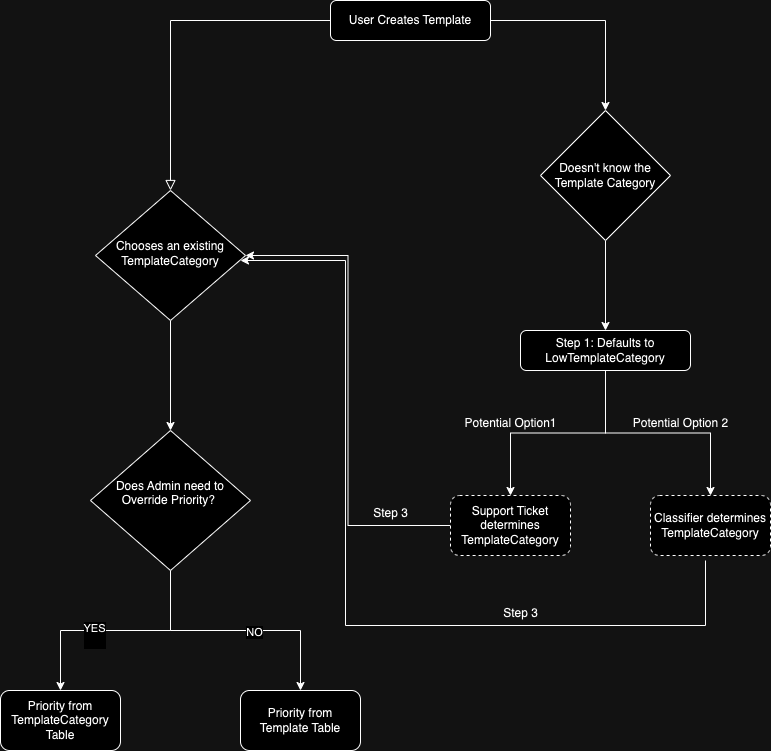 User Creates Template
Doesn't know the
Template Category
Chooses an existing
TemplateCategory
Step 1: Defaults to
LowTemplateCategory
Potential Option1
Potential Option 2
Does Admin need to
Override Priority?
Step 3
Support Ticket
determines
TemplateCategory
Classifier determines
TemplateCategory
Step 3
YES
NO
Priority from
TemplateCategory
Table
Priority from
Template Table